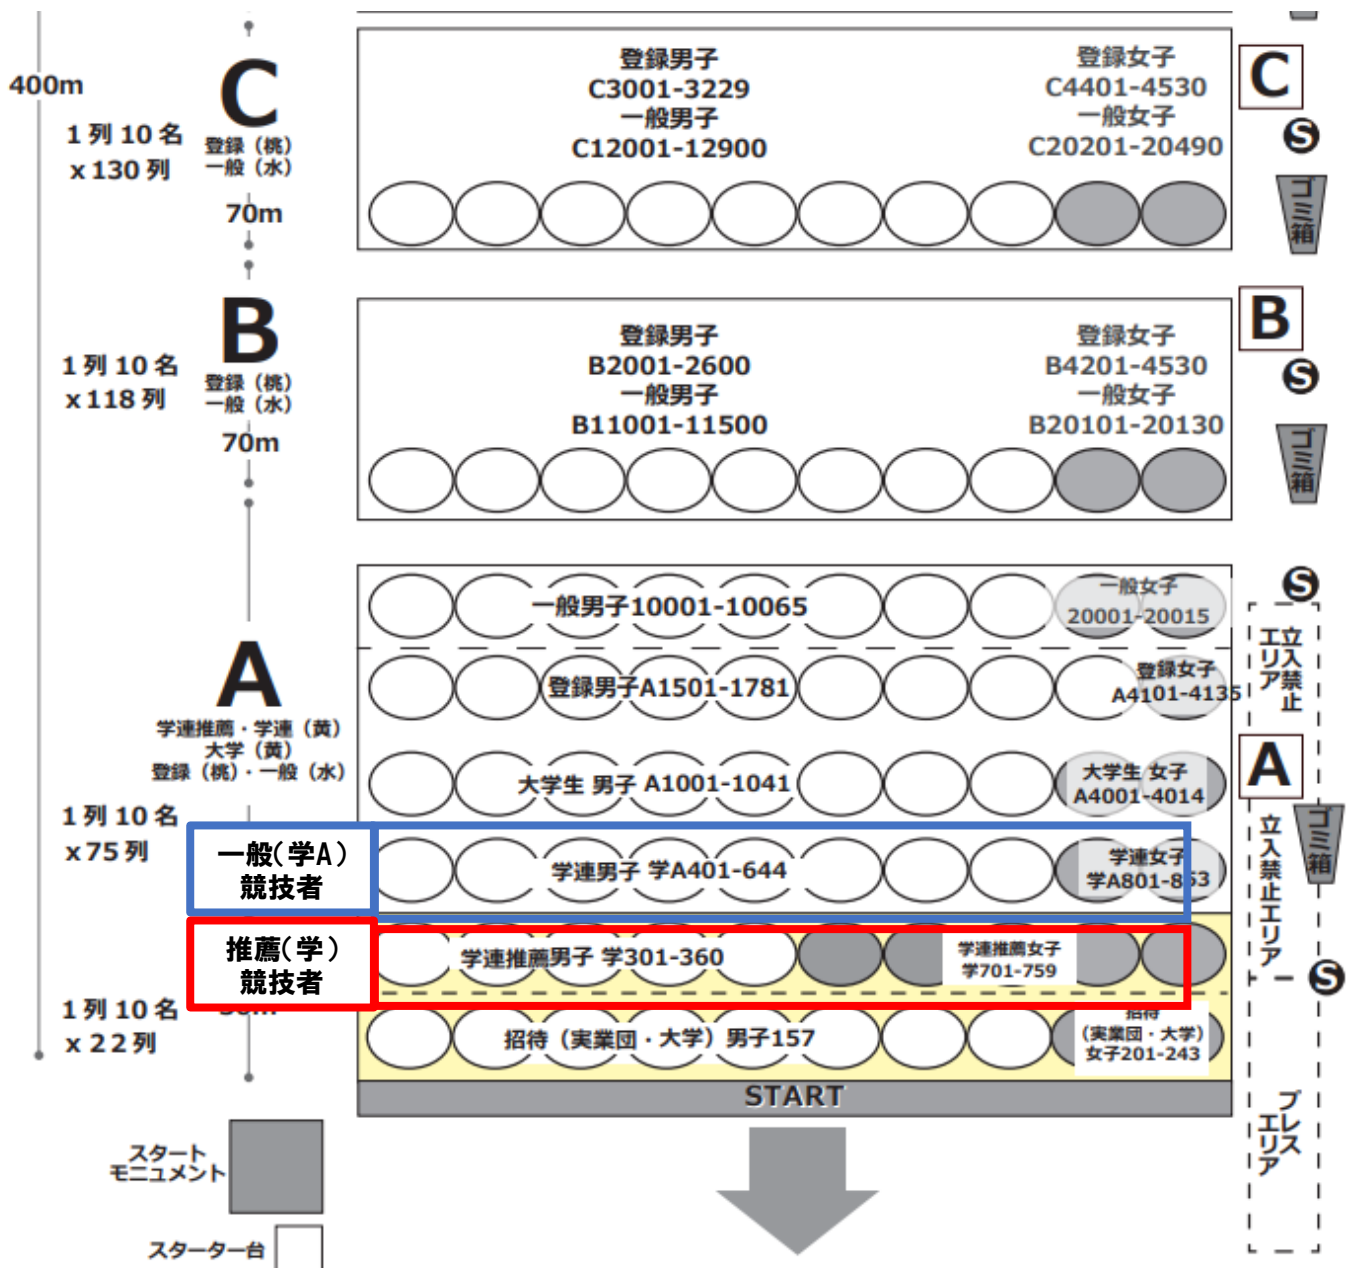 400m
C
登録（桃）
一般（水）
1列10名
x130列
70m
登録男子
C3001-3229
一般男子
C12001-12900
登録女子
C4401-4530
一般女子
C20201-20490
C
S
ゴミ箱
B
登録（桃）
一般（水）
1列10名
x118列
70m
登録男子
B2001-2600
一般男子
B11001-11500
登録女子
B4201-4530
一般女子
B20101-20130
B
S
ゴミ箱
A
学連推薦・学連（黄）
大学（黄）
登録（桃）・一般（水）
1列10名
x75列
一般男子10001-10065
一般女子
20001-20015
登録男子A1501-1781
登録女子
A4101-4135
大学生 男子 A1001-1041
大学生 女子
A4001-4014
一般(学A)
競技者
学連男子 学A401-644
学連女子
学A801-853
推薦(学)
競技者
学連推薦男子 学301-360
学連推薦女子
学701-759
1列10名
x22列
招待（実業団・大学）男子157
招待
（実業団・大学）
女子201-243
S
立入禁止
エリア
A
ゴミ箱
立入禁止エリア
S
プレス
エリア
START
スタート
モニュメント
スターター台